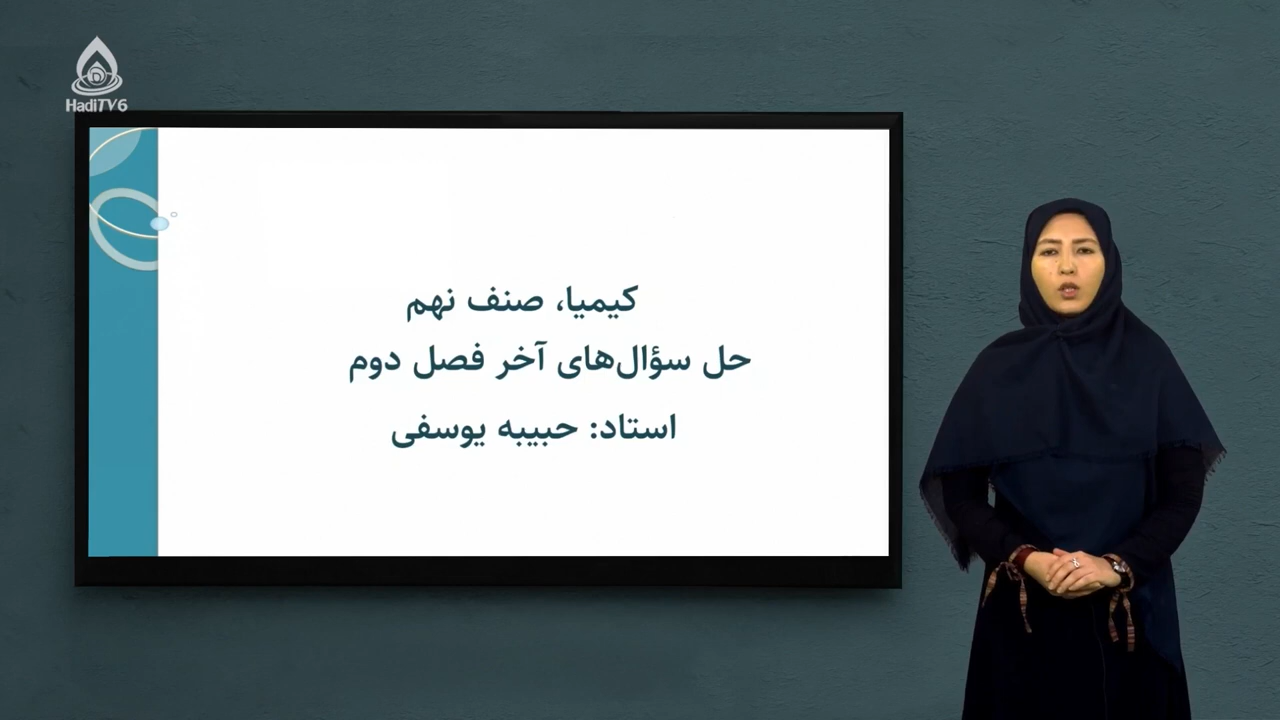 HadiTV6
کیمیا، صنف نهم
حل سؤال‌های آخر فصل دوم
استاد: حبیبه یوسفی